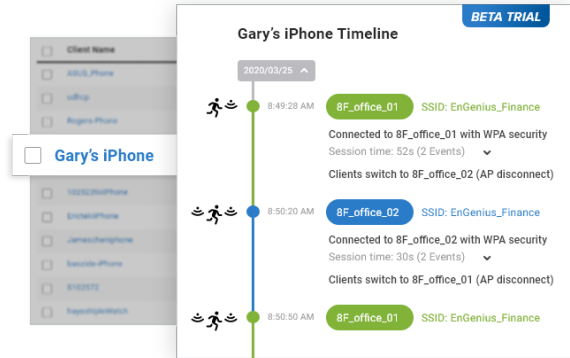 BETA TRIAL
Gary's iPhone Timeline
2020/03/25
8:49:28 AM 8F_office_01 SSID: EnGenius_Finance
Connected to 8F_office_01 with WPA security
Session time: 52s (2 Events)
Clients switch to 8F_office_02 (AP disconnect)
8:50:20 AM 8F_office_02 SSID: EnGenius_Finance
Connected to 8F_office_02 with WPA security
Session time: 30s (2 Events)
Clients switch to 8F_office_01 (AP disconnect)
8:50:50 AM 8F_office_01 SSID: EnGenius_Finance
Client Name
ASUS_Phone
Rogers-Phone
Gary's iPhone